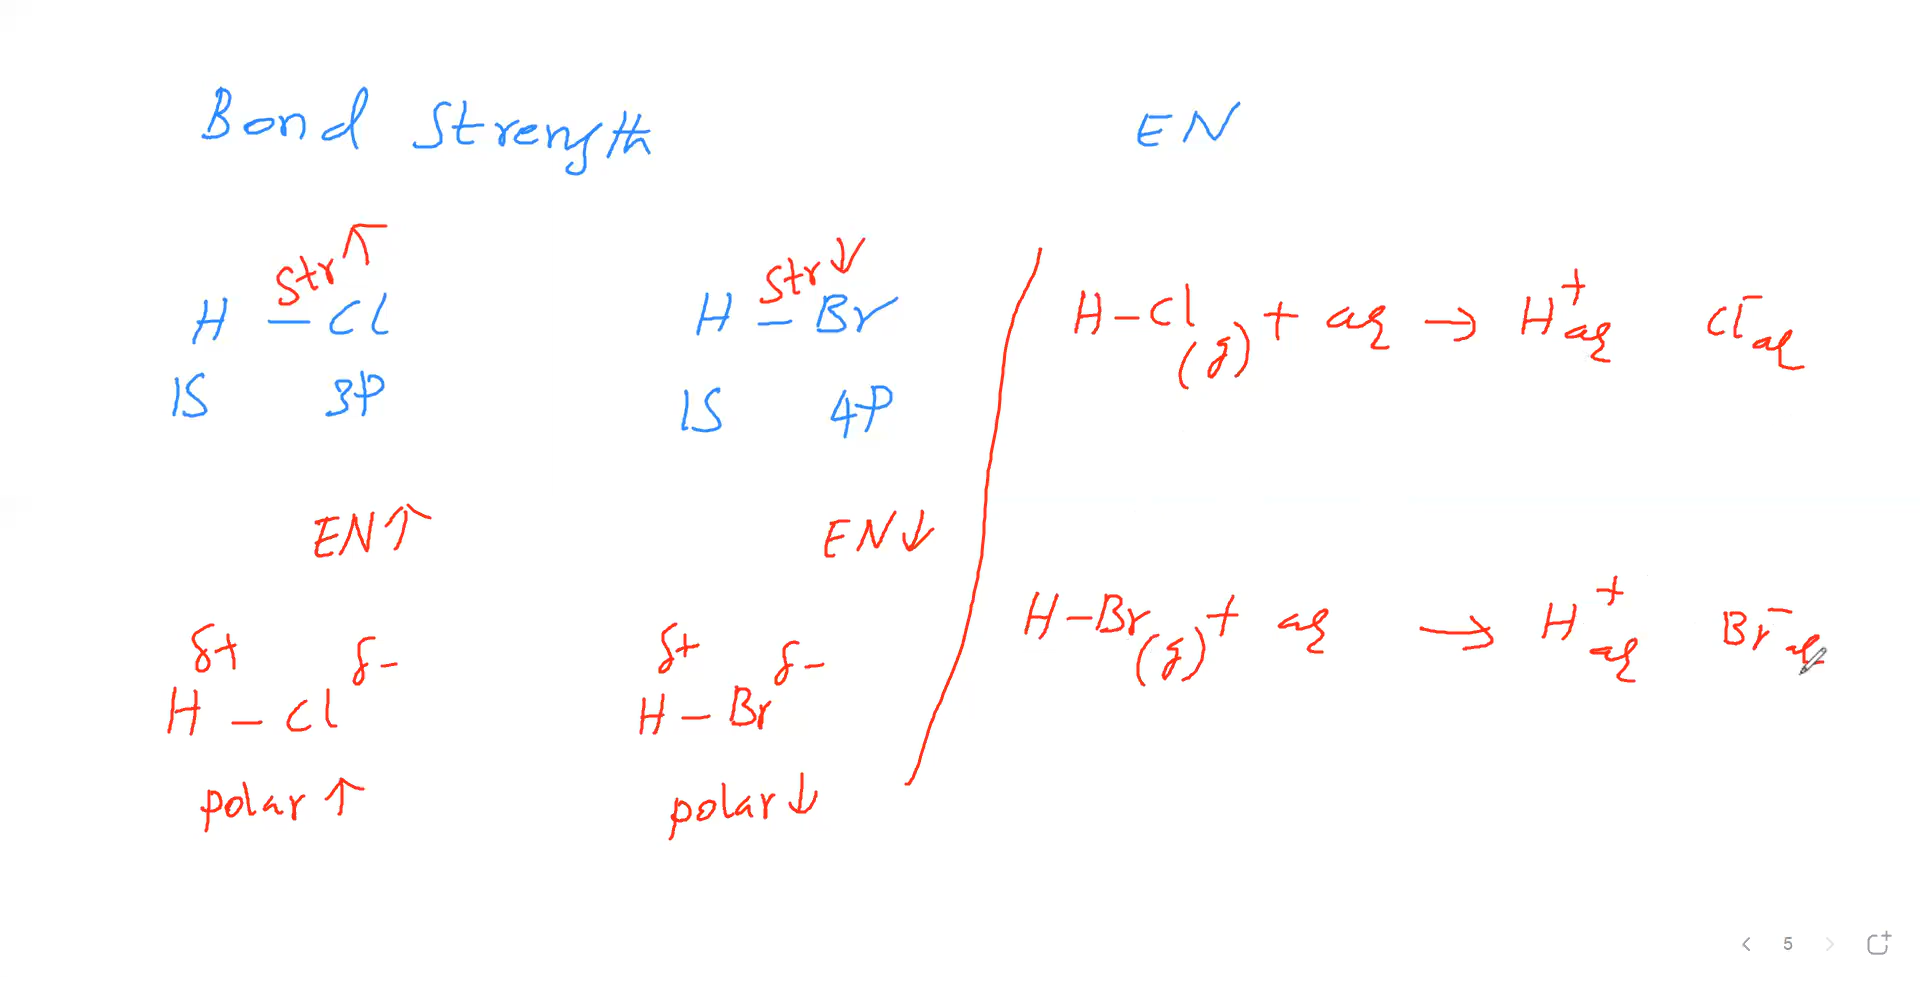 Bond Strength EN
Str↑ Str↓
H – Cl H – Br
1S 3P 1S 4P
EN↑ EN↓
δ+ δ- δ+ δ-
H – Cl H – Br
polar ↑ polar ↓
H–Cl(g) + aq → H+aq Cl-aq
H–Br(g) + aq → H+aq Br-aq
5